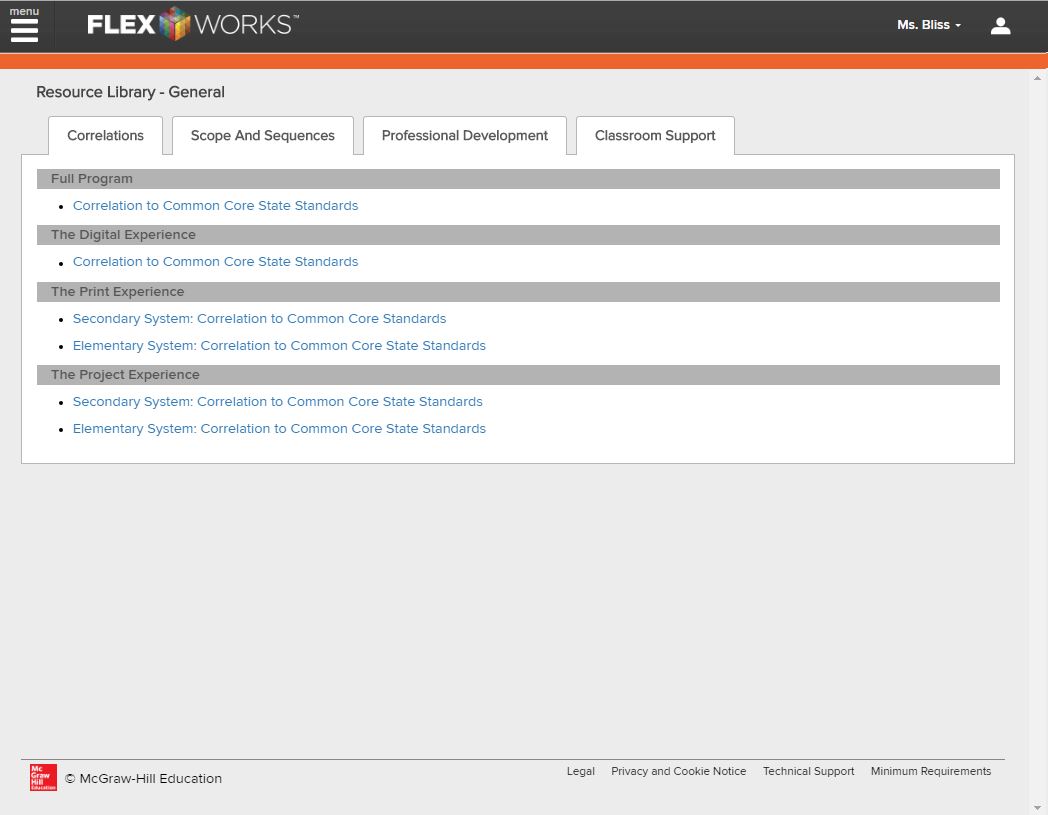 menu
FLEXWORKS™
Ms. Bliss
Resource Library - General
Correlations
Scope And Sequences
Professional Development
Classroom Support
Full Program
Correlation to Common Core State Standards
The Digital Experience
Correlation to Common Core State Standards
The Print Experience
Secondary System: Correlation to Common Core Standards
Elementary System: Correlation to Common Core State Standards
The Project Experience
Secondary System: Correlation to Common Core State Standards
Elementary System: Correlation to Common Core State Standards
Mc
Graw
Hill
Education
© McGraw-Hill Education
Legal
Privacy and Cookie Notice
Technical Support
Minimum Requirements